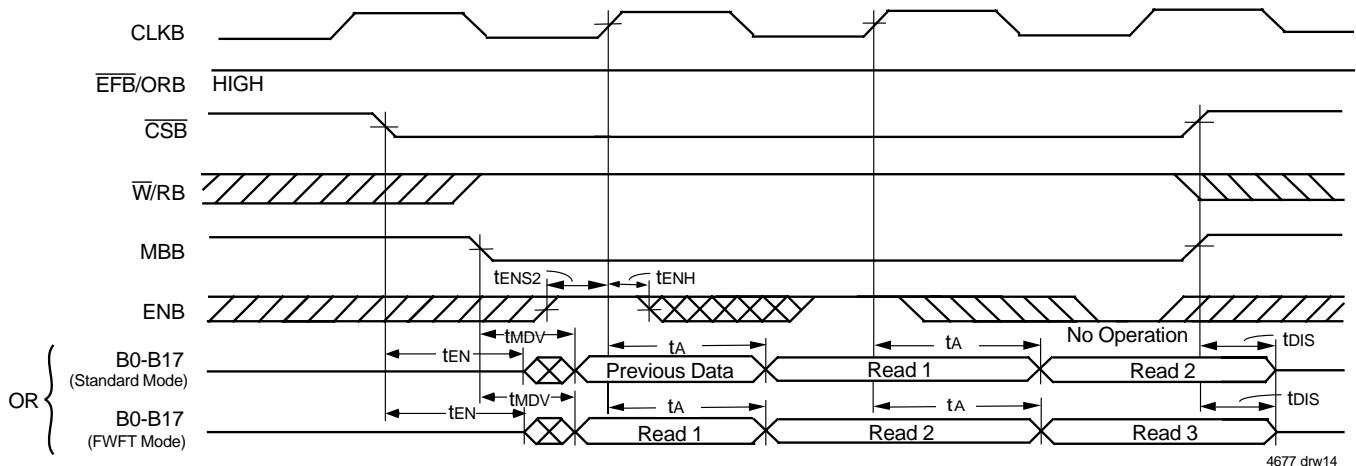 CLKB
E̅F̅B̅/ORB HIGH
C̅S̅B̅
W̅/RB
MBB
tENS2 tENH
ENB
No Operation
tMDV
tEN tA tA tDIS
B0-B17 Previous Data Read 1 Read 2
(Standard Mode)
OR
tMDV
tEN tA tA tDIS
B0-B17 Read 1 Read 2 Read 3
(FWFT Mode)
4677 drw14